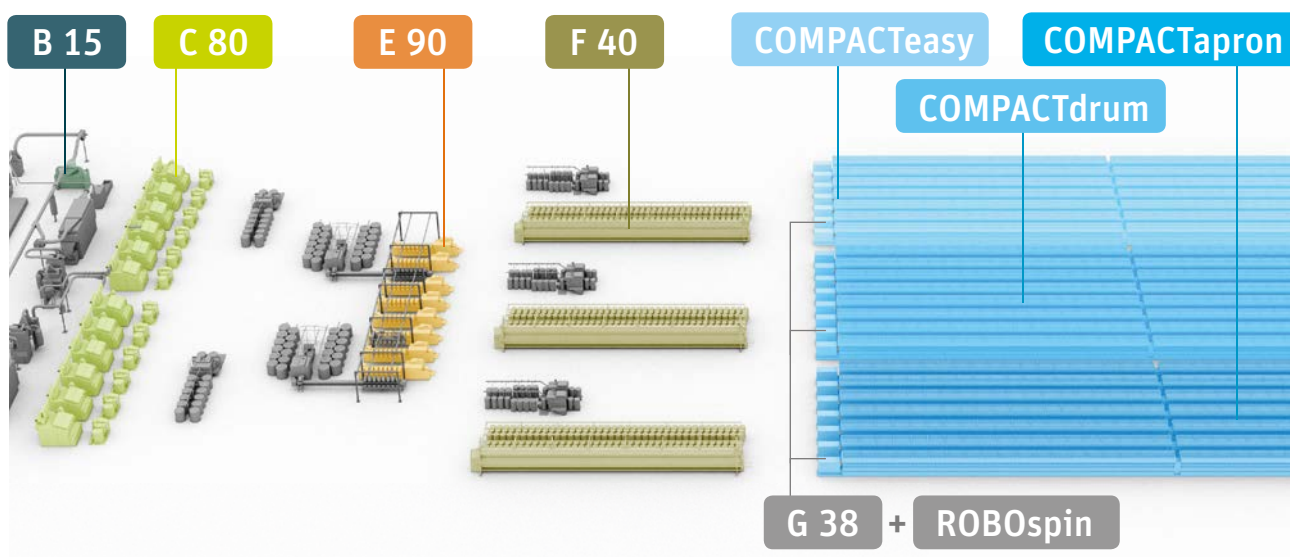 B 15
C 80
E 90
F 40
COMPACTeasy
COMPACTapron
COMPACTdrum
G 38 + ROBOspin